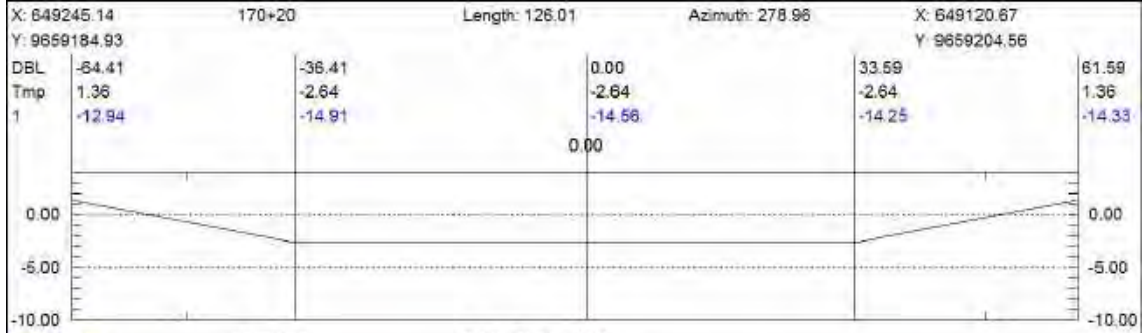 X: 649245.14 170+20 Length: 126.01 Azimuth: 278.96 X: 649120.67
Y: 9659184.93 Y: 9659204.56
DBL -64.41 -36.41 0.00 33.59 61.59
Tmp 1.36 -2.64 -2.64 -2.64 1.36
1 -12.94 -14.91 -14.56 -14.25 -14.33
0.00
0.00 0.00
-5.00 -5.00
-10.00 -10.00